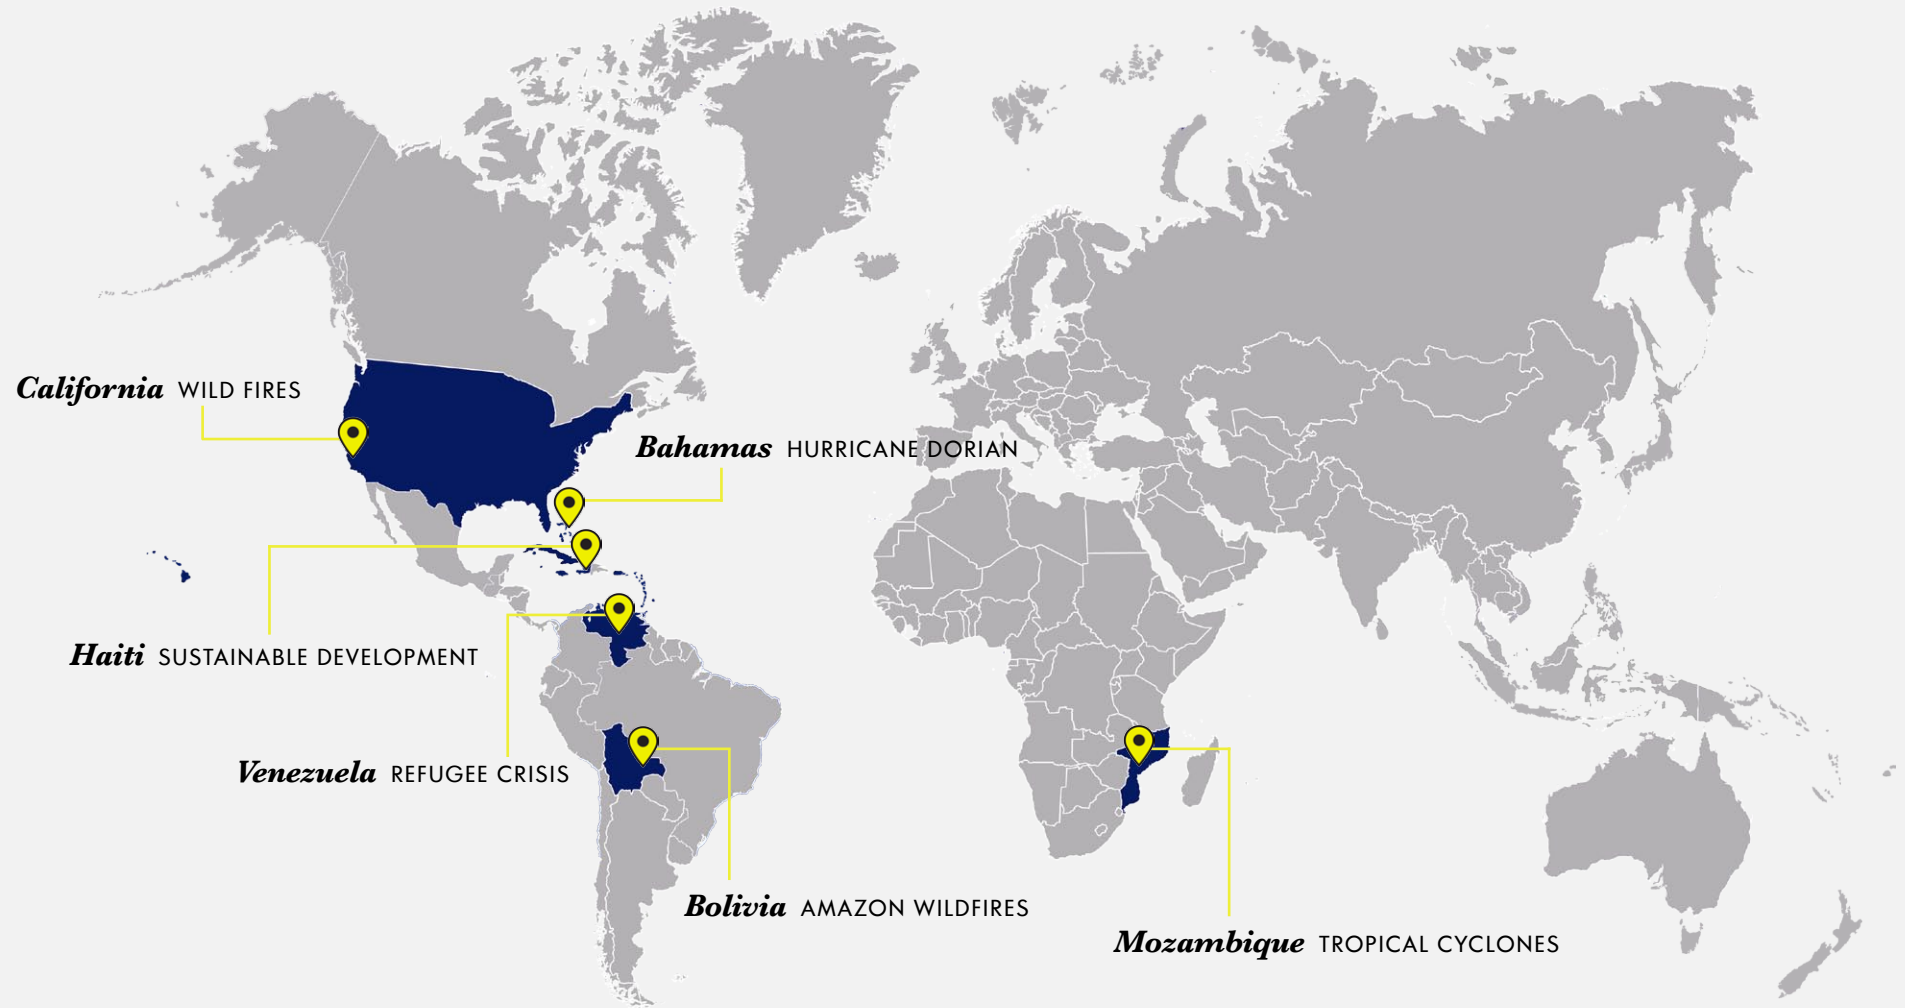 California WILD FIRES
Bahamas HURRICANE DORIAN
Haiti SUSTAINABLE DEVELOPMENT
Venezuela REFUGEE CRISIS
Bolivia AMAZON WILDFIRES
Mozambique TROPICAL CYCLONES